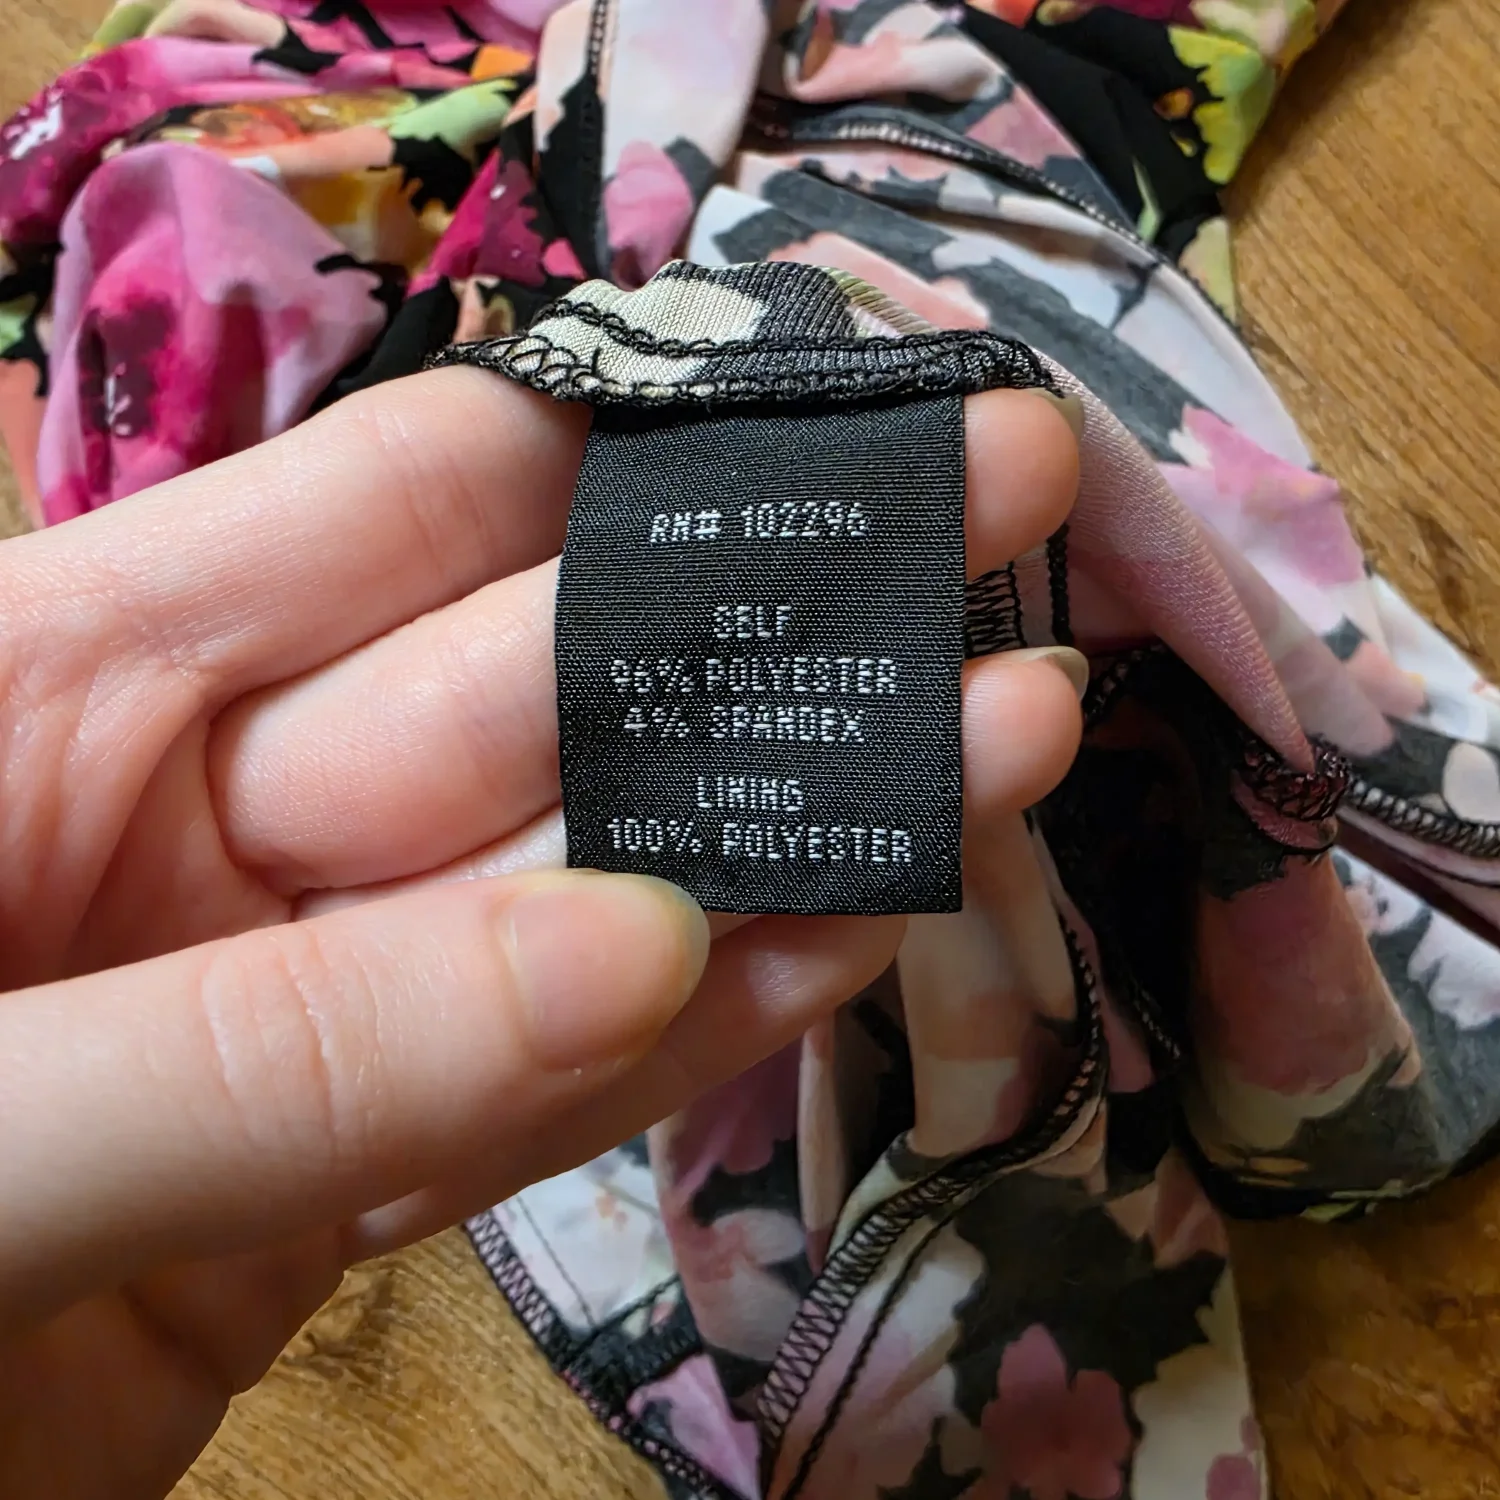 RN# 102296
SELF
96% POLYESTER
4% SPANDEX
LINING
100% POLYESTER